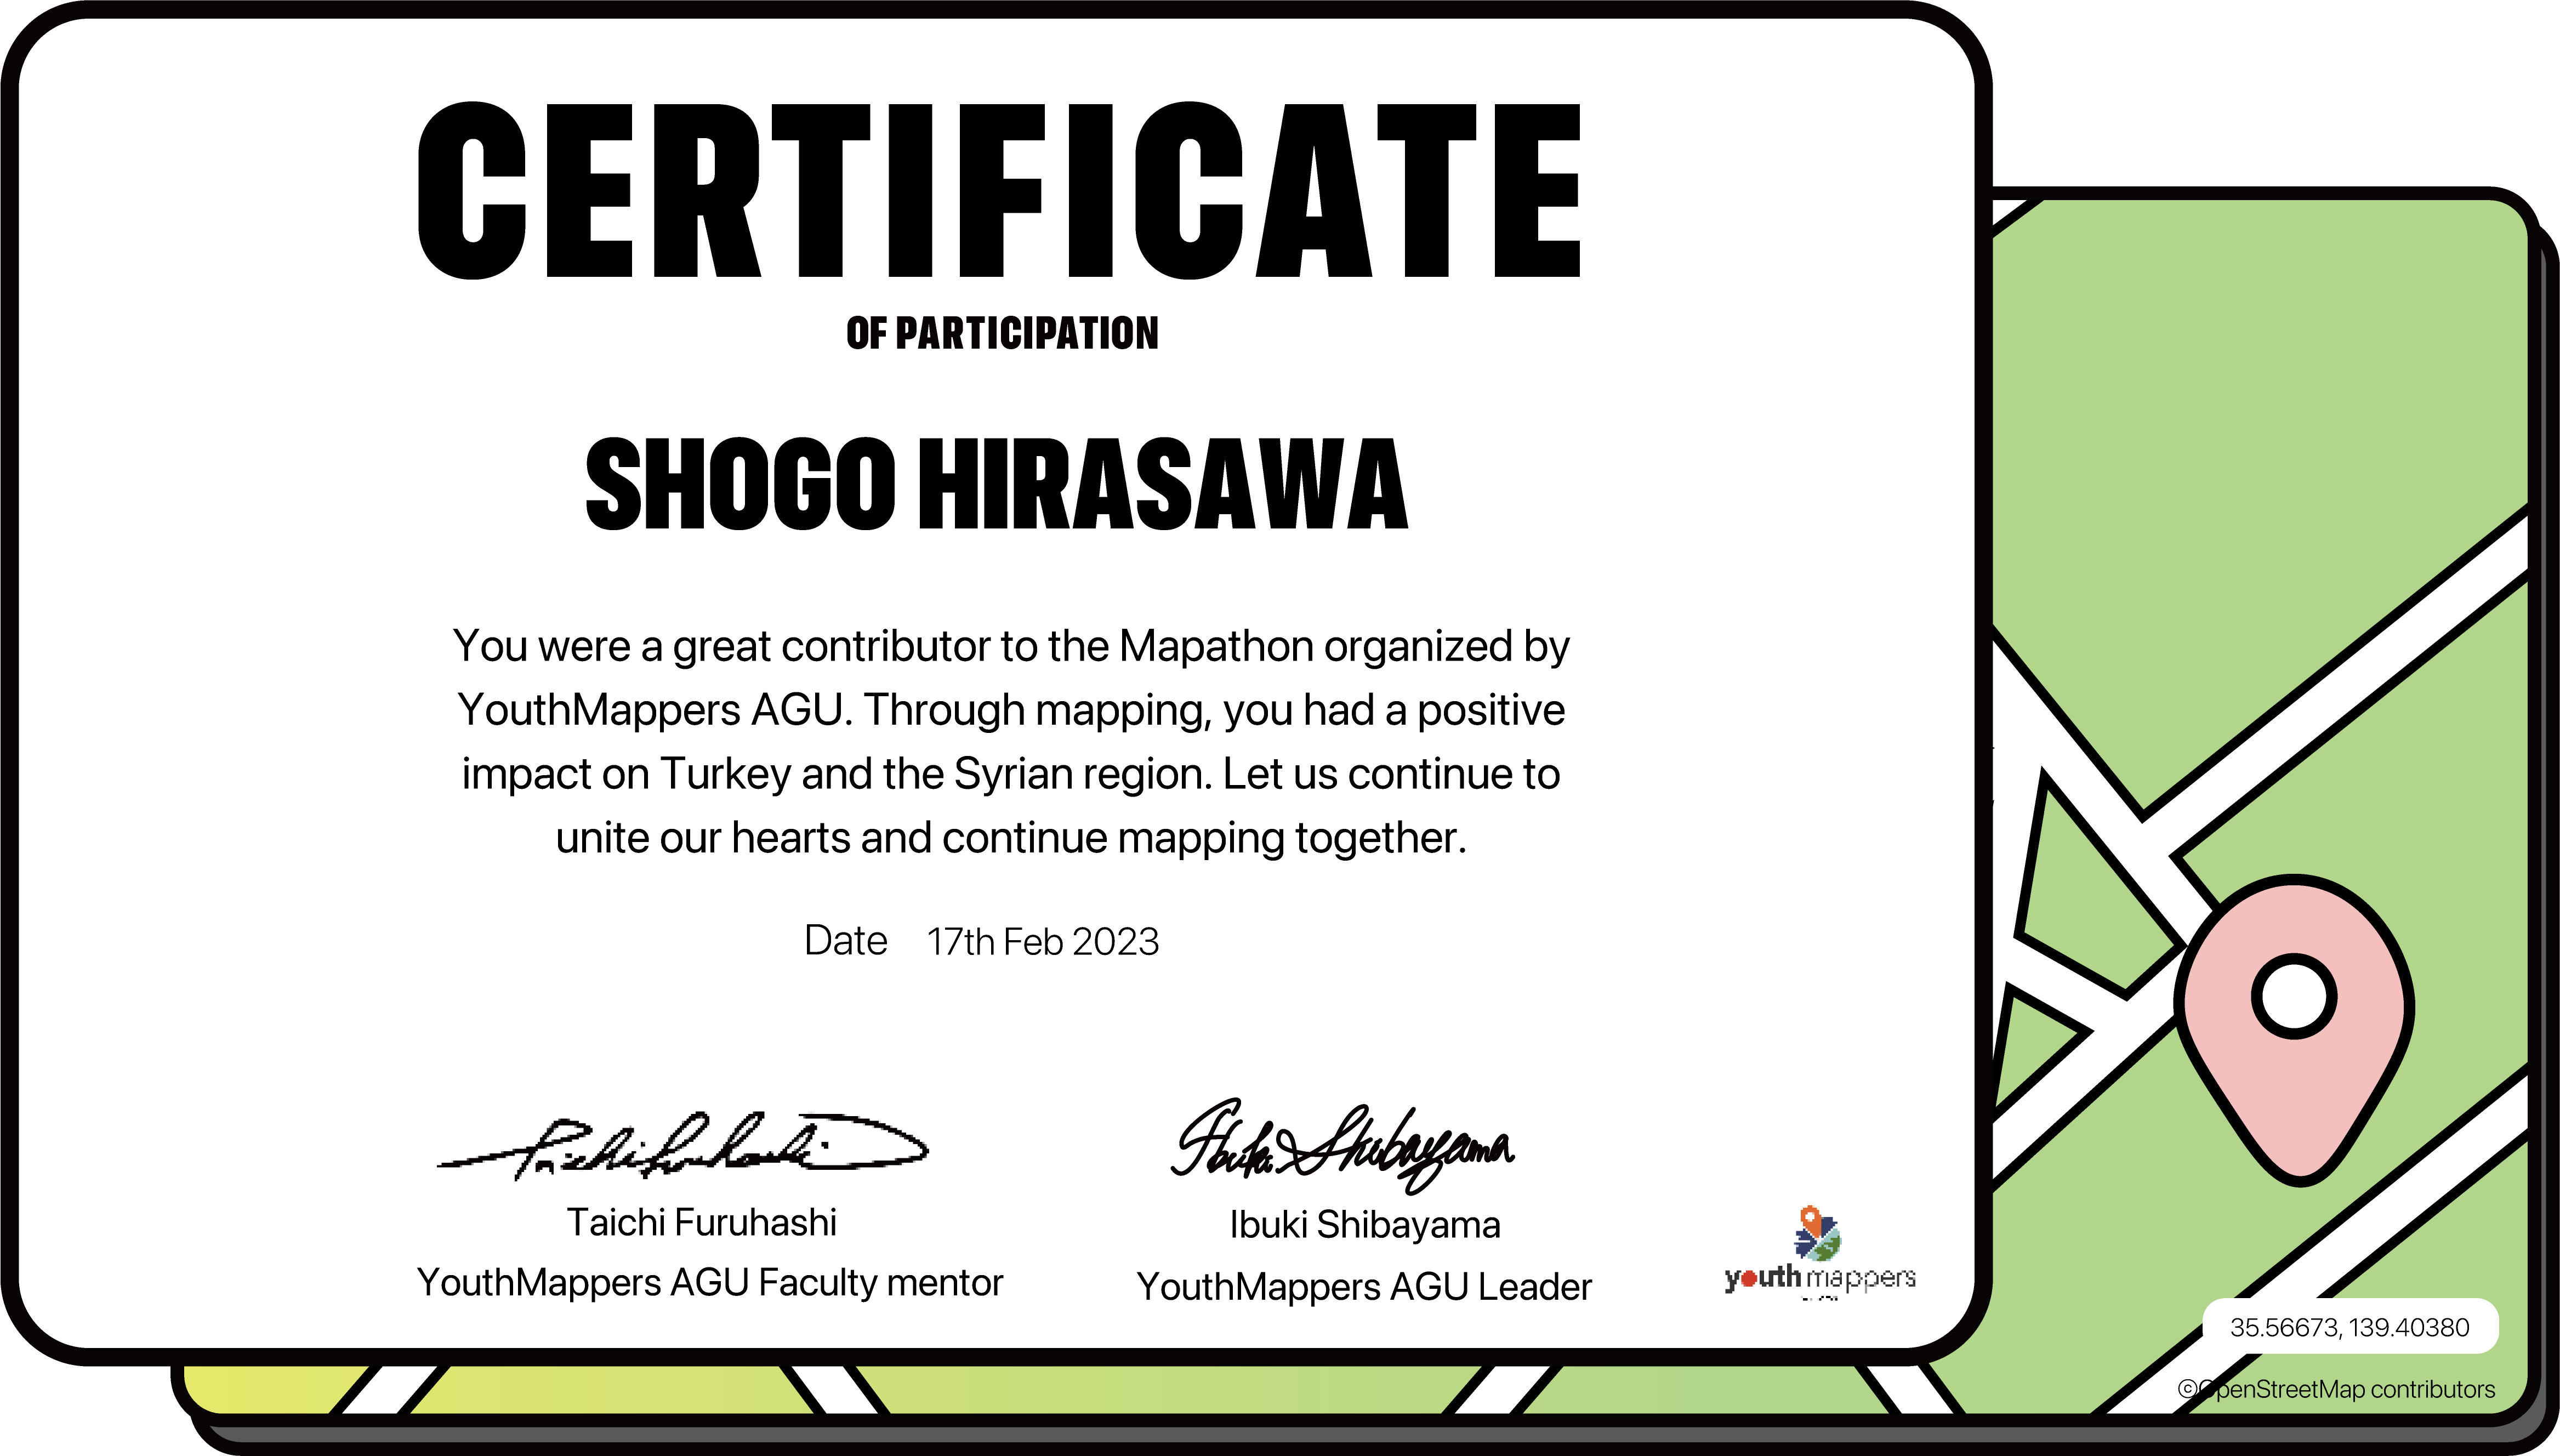 CERTIFICATE
OF PARTICIPATION
SHOGO HIRASAWA
You were a great contributor to the Mapathon organized by
YouthMappers AGU. Through mapping, you had a positive
impact on Turkey and the Syrian region. Let us continue to
unite our hearts and continue mapping together.
Date 17th Feb 2023
Taichi Furuhashi
Ibuki Shibayama
Taichi Furuhashi
Ibuki Shibayama
YouthMappers AGU Faculty mentor
YouthMappers AGU Leader
youthmappers
35.56673, 139.40380
©OpenStreetMap contributors